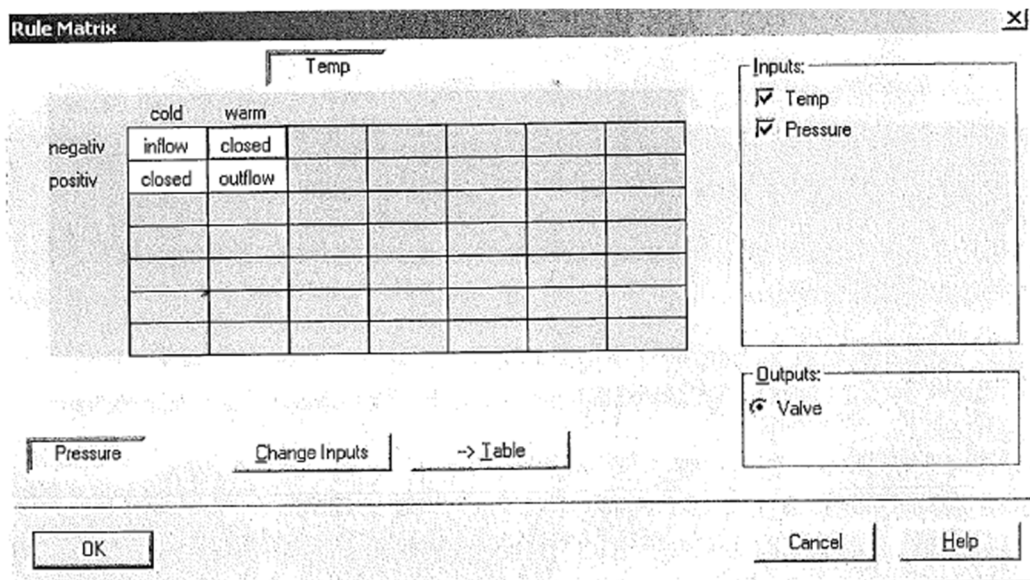 Rule Matrix
Temp
cold warm
negativ inflow closed
positiv closed outflow
Inputs:
Temp
Pressure
Outputs:
Valve
Pressure Change Inputs --> Table
OK Cancel Help